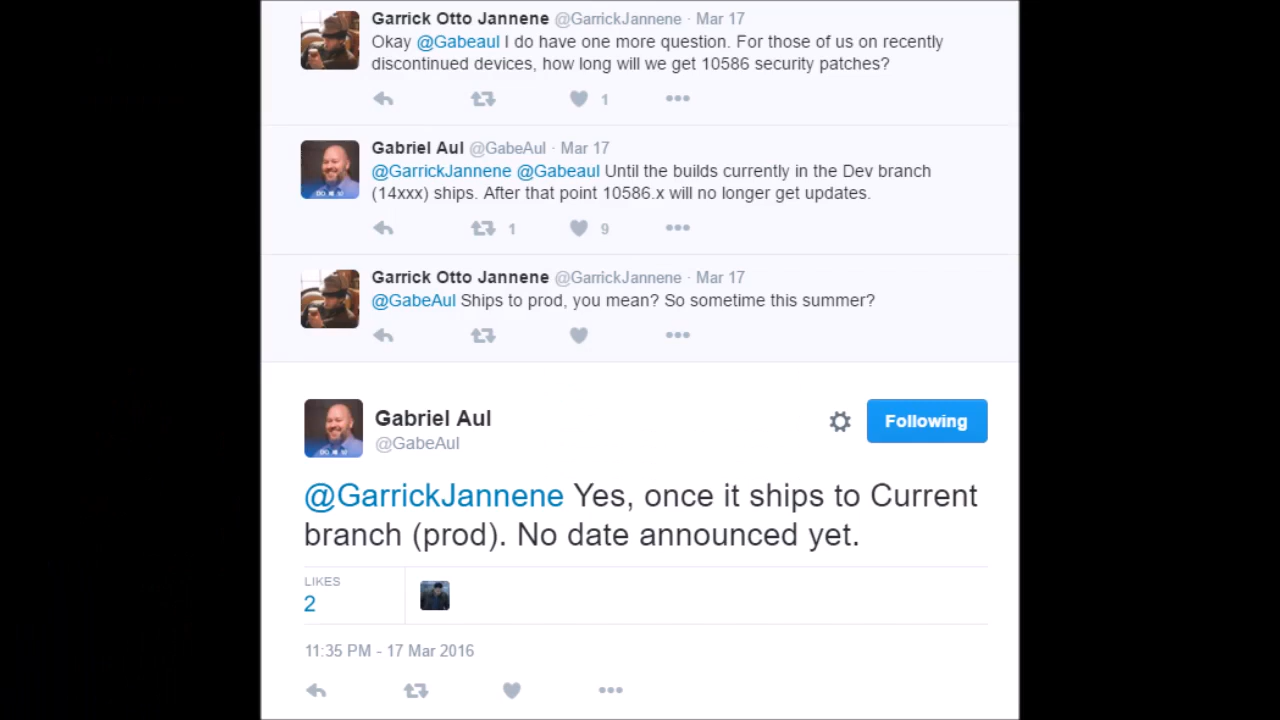 Garrick Otto Jannene @GarrickJannene · Mar 17
Okay @Gabeaul I do have one more question. For those of us on recently
discontinued devices, how long will we get 10586 security patches?
1
Gabriel Aul @GabeAul · Mar 17
@GarrickJannene @Gabeaul Until the builds currently in the Dev branch
(14xxx) ships. After that point 10586.x will no longer get updates.
1 9
Garrick Otto Jannene @GarrickJannene · Mar 17
@GabeAul Ships to prod, you mean? So sometime this summer?
Gabriel Aul
@GabeAul
Following
@GarrickJannene Yes, once it ships to Current
branch (prod). No date announced yet.
LIKES
2
11:35 PM - 17 Mar 2016